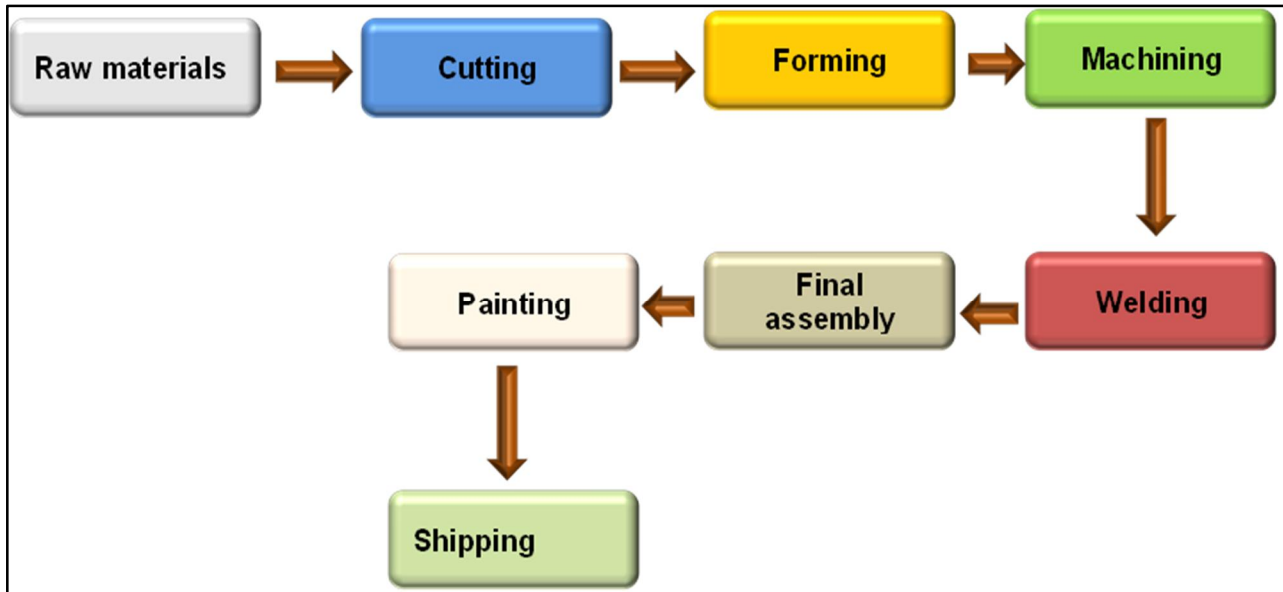 Raw materials
Cutting
Forming
Machining
Welding
Final
assembly
Painting
Shipping